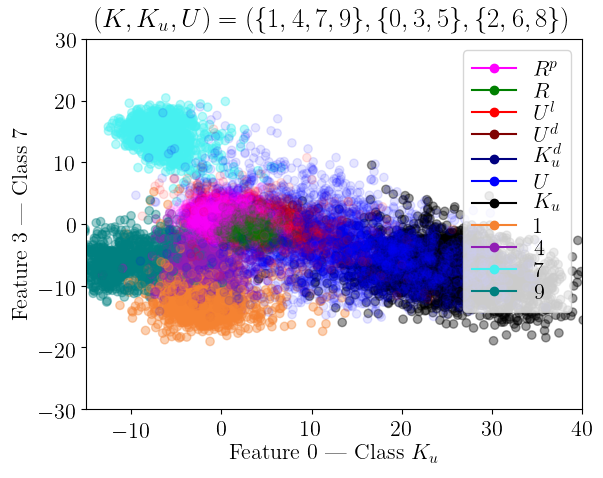 (K, K_u, U) = ({1, 4, 7, 9}, {0, 3, 5}, {2, 6, 8})
30
20
10
0
−10
−20
−30
Feature 3 — Class 7
R^p
R
U^l
U^d
K_u^d
U
K_u
1
4
7
9
−10
0
10
20
30
40
Feature 0 — Class K_u